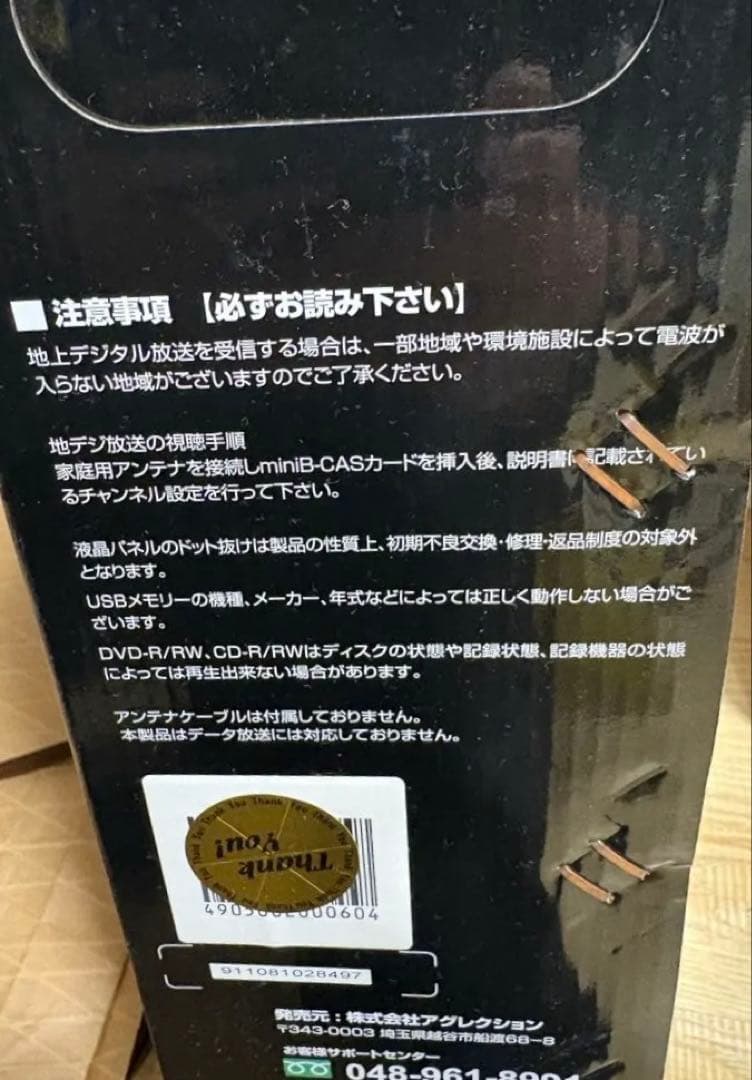 ■ 注意事項 【必ずお読み下さい】
地上デジタル放送を受信する場合は、一部地域や環境施設によって電波が
入らない地域がございますのでご了承ください。
地デジ放送の視聴手順
家庭用アンテナを接続しminiB-CASカードを挿入後、説明書に記載されてい
るチャンネル設定を行って下さい。
液晶パネルのドット抜けは製品の性質上、初期不良交換・修理・返品制度の対象外
となります。
USBメモリーの機種、メーカー、年式などによっては正しく動作しない場合がご
ざいます。
DVD-R/RW、CD-R/RWはディスクの状態や記録状態、記録機器の状態
によっては再生出来ない場合があります。
アンテナケーブルは付属しておりません。
本製品はデータ放送には対応しておりません。
Thank
You!
911081028497
発売元：株式会社アグレクション
〒343-0003 埼玉県越谷市船渡68-8
お客様サポートセンター
048-961-